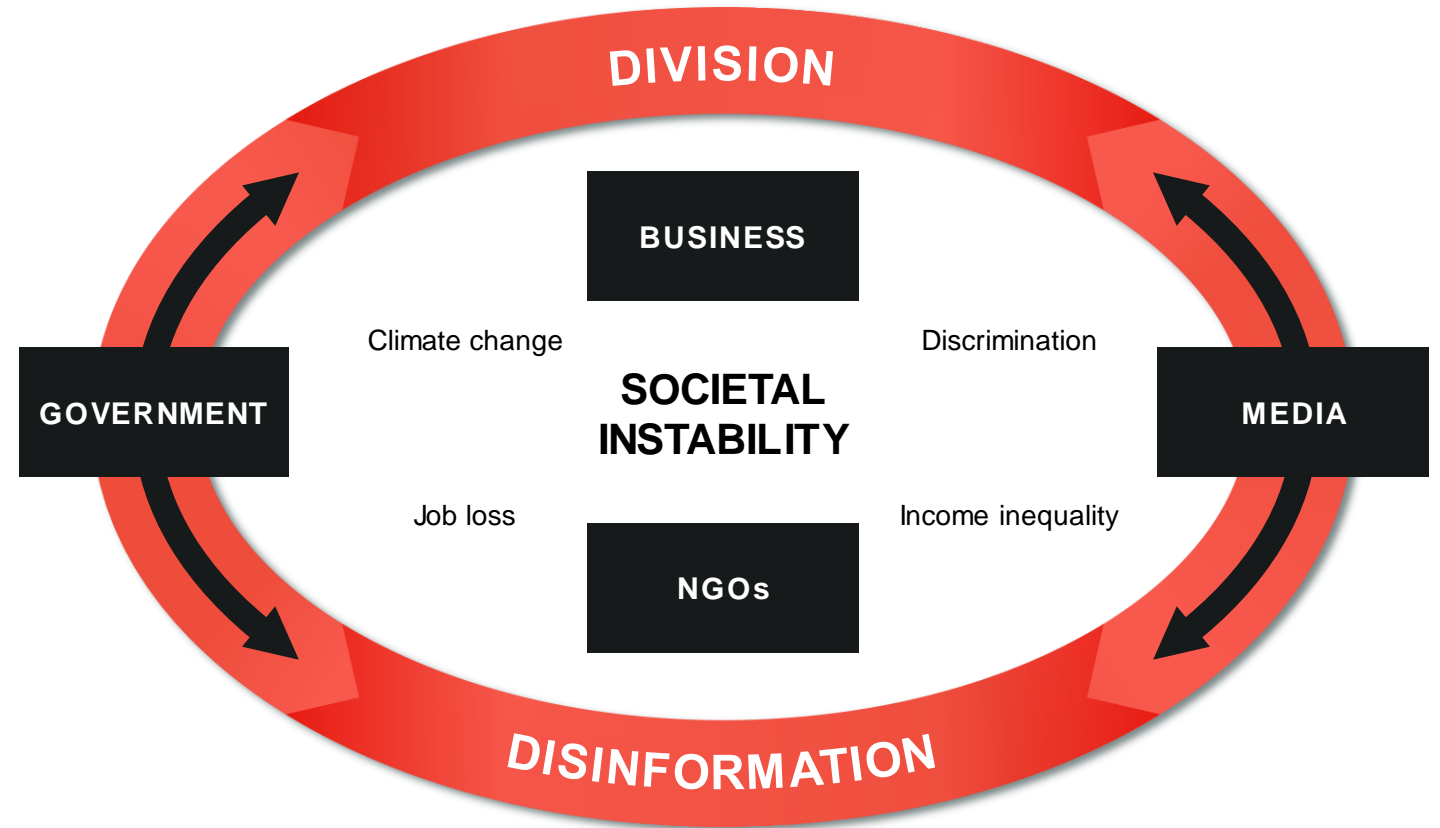 DIVISION
BUSINESS
Climate change
Discrimination
SOCIETAL
INSTABILITY
GOVERNMENT
MEDIA
Job loss
Income inequality
NGOs
DISINFORMATION